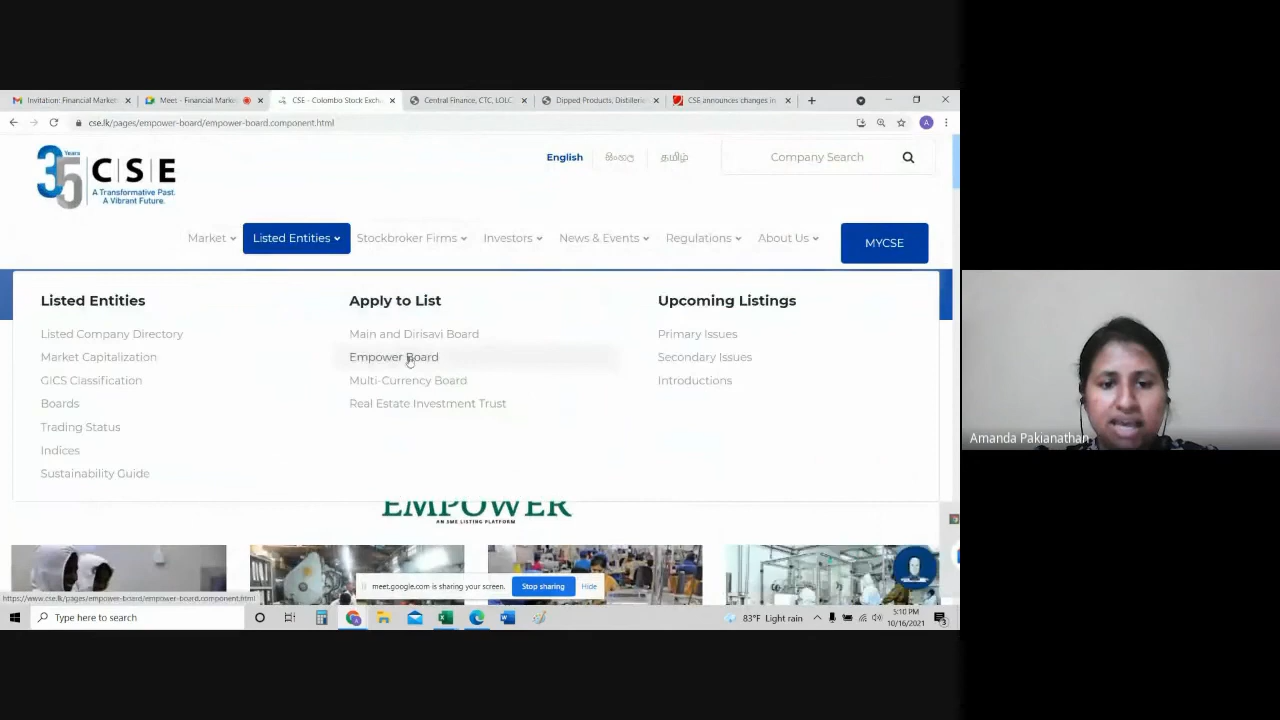 Invitation: Financial Market
Meet - Financial Marke
CSE - Colombo Stock Excha
Central Finance, CTC, LOLC
Dipped Products, Distillerie
CSE announces changes in
cse.lk/pages/empower-board/empower-board.component.html
A
35 Years
CSE
A Transformative Past.
A Vibrant Future.
English
සිංහල
தமிழ்
Company Search
Market
Listed Entities
Stockbroker Firms
Investors
News & Events
Regulations
About Us
MYCSE
Listed Entities
Listed Company Directory
Market Capitalization
GICS Classification
Boards
Trading Status
Indices
Sustainability Guide
Apply to List
Main and Dirisavi Board
Empower Board
Multi-Currency Board
Real Estate Investment Trust
Upcoming Listings
Primary Issues
Secondary Issues
Introductions
EMPOWER
AN SME LISTING PLATFORM
meet.google.com is sharing your screen.
Stop sharing
Hide
https://www.cse.lk/pages/empower-board/empower-board.component.html
Type here to search
83°F Light rain
5:10 PM
10/16/2021
3
Amanda Pakianathan